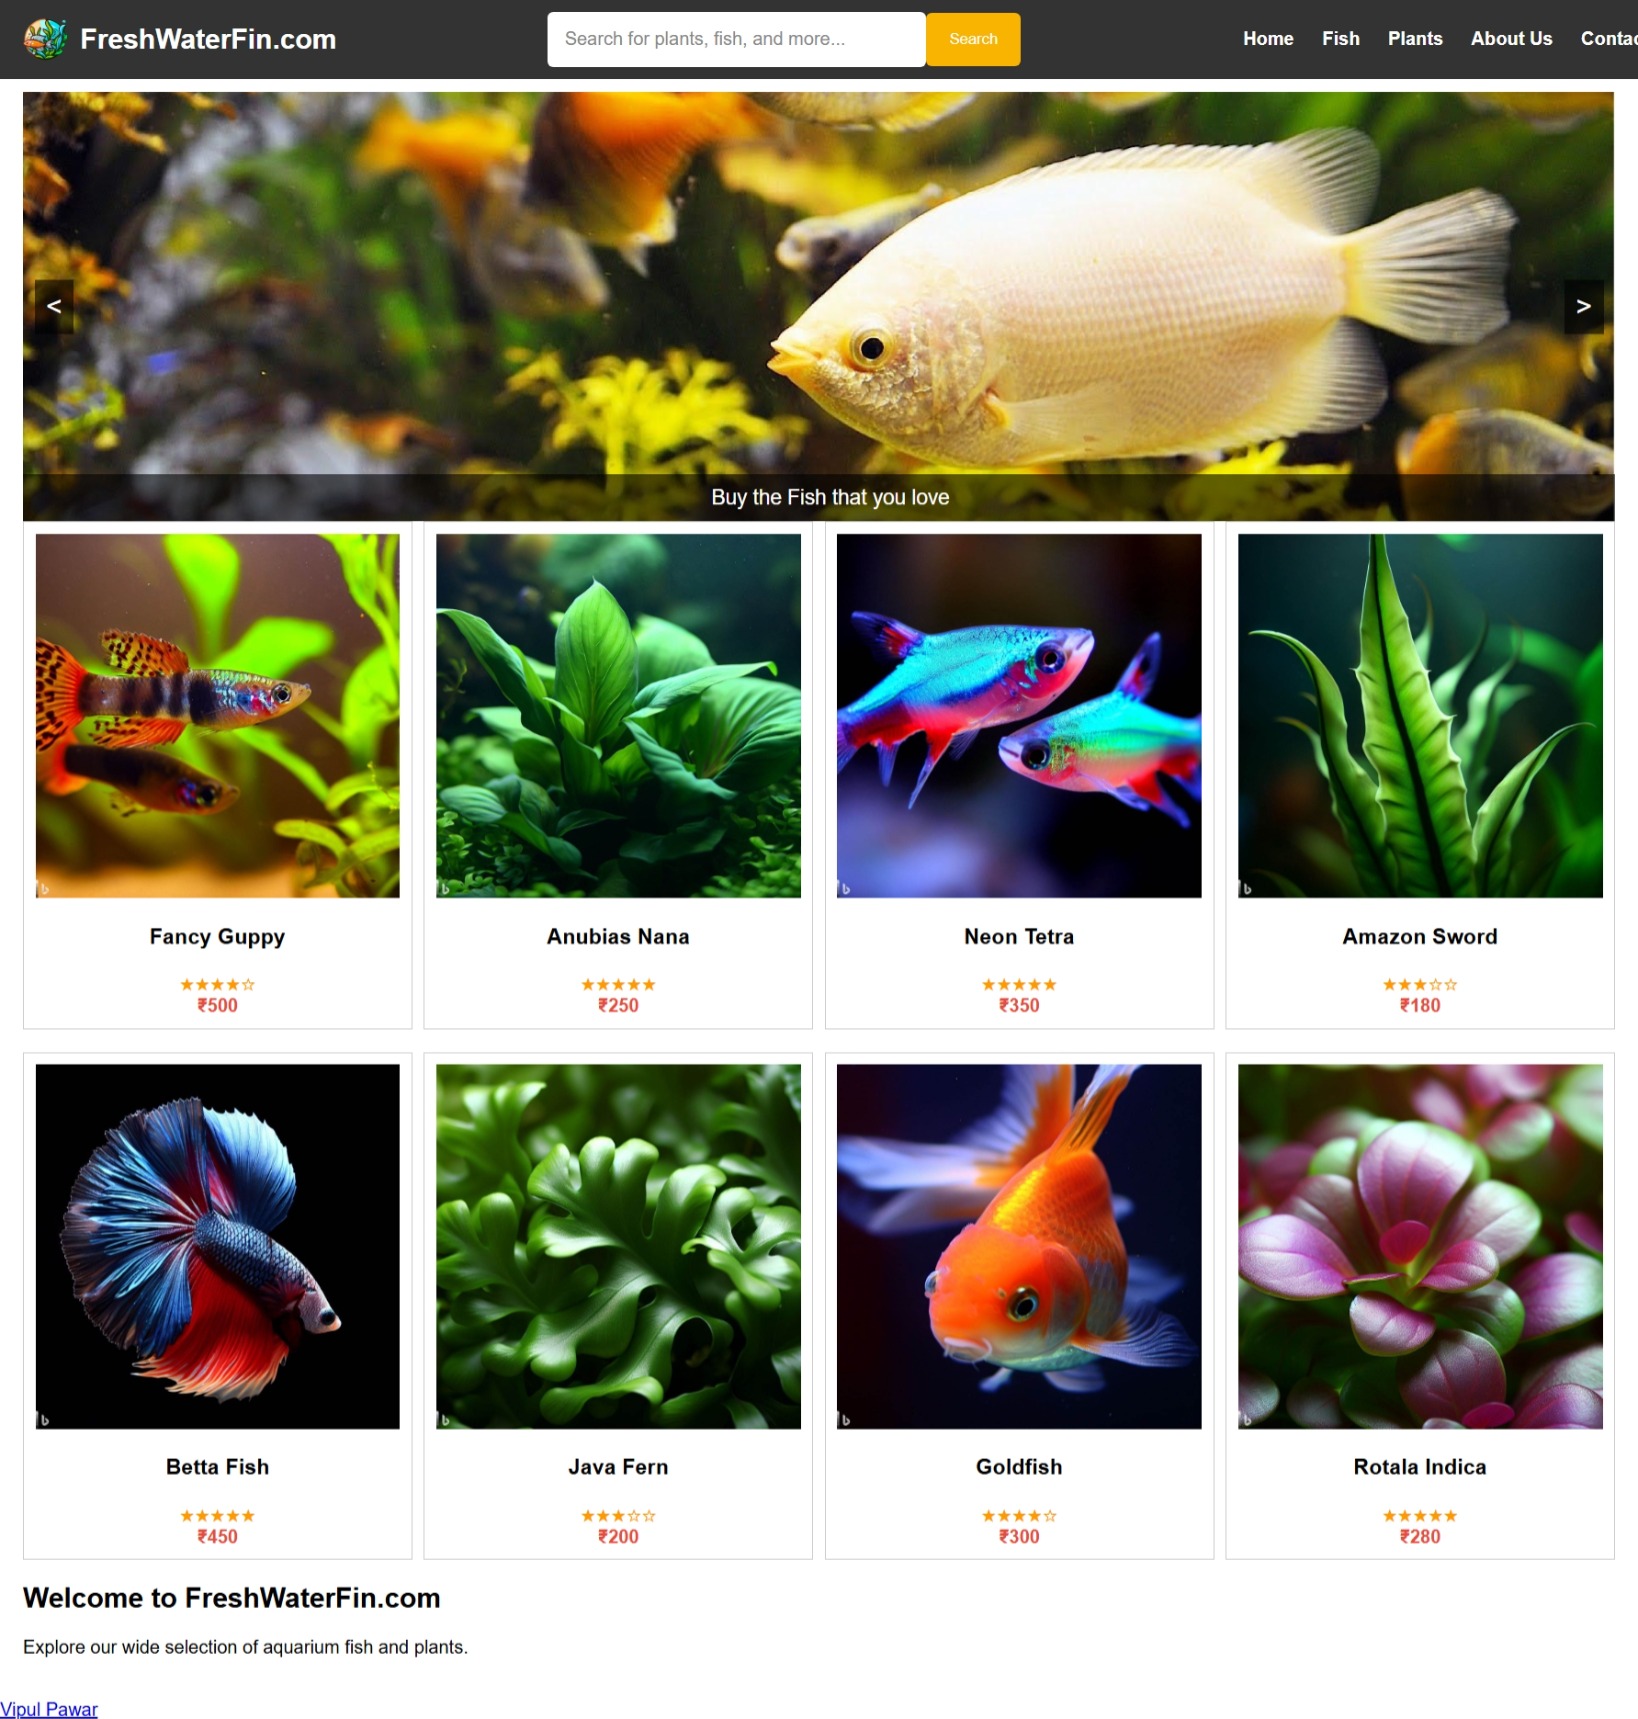 FreshWaterFin.com
Search for plants, fish, and more...
Search
Home
Fish
Plants
About Us
Contac
<
>
Buy the Fish that you love
Fancy Guppy
★★★★☆
₹500
Anubias Nana
★★★★★
₹250
Neon Tetra
★★★★★
₹350
Amazon Sword
★★★☆☆
₹180
Betta Fish
★★★★★
₹450
Java Fern
★★★☆☆
₹200
Goldfish
★★★★☆
₹300
Rotala Indica
★★★★★
₹280
Welcome to FreshWaterFin.com
Explore our wide selection of aquarium fish and plants.
Vipul Pawar